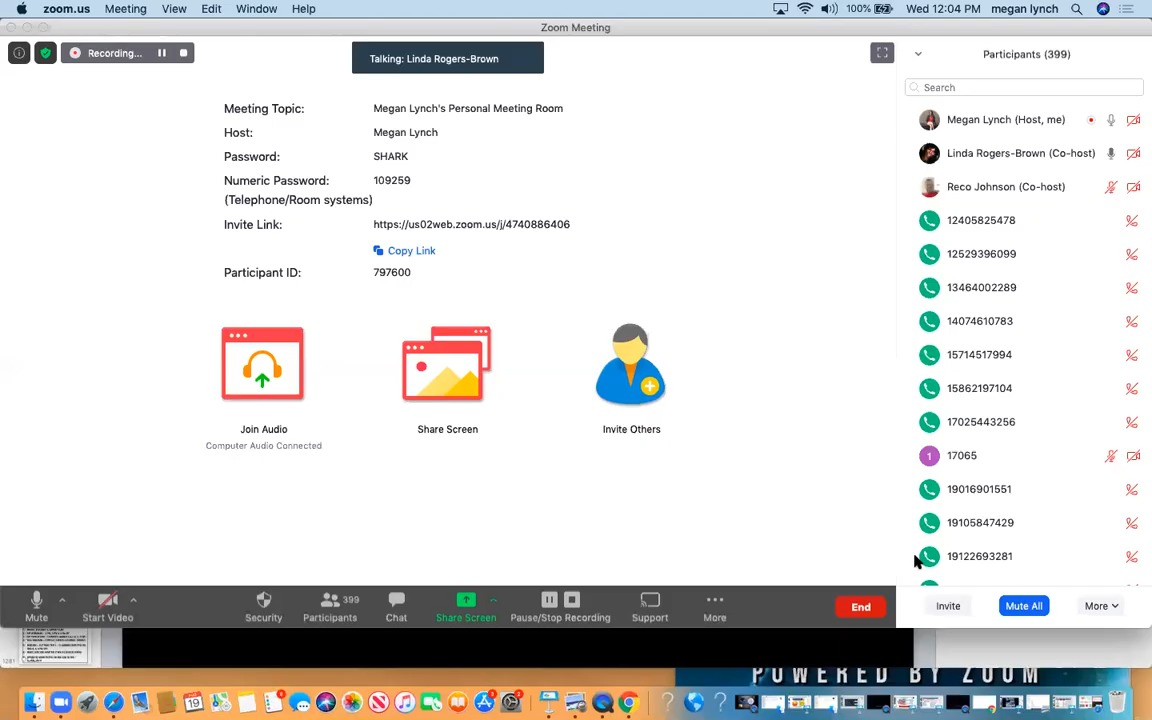 zoom.us Meeting View Edit Window Help 100% Wed 12:04 PM megan lynch
Zoom Meeting
Recording...
Talking: Linda Rogers-Brown
Meeting Topic: Megan Lynch's Personal Meeting Room
Host: Megan Lynch
Password: SHARK
Numeric Password: 109259
(Telephone/Room systems)
Invite Link: https://us02web.zoom.us/j/4740886406
Copy Link
Participant ID: 797600
Join Audio
Computer Audio Connected
Share Screen
Invite Others
Participants (399)
Search
Megan Lynch (Host, me)
Linda Rogers-Brown (Co-host)
Reco Johnson (Co-host)
12405825478
12529396099
13464002289
14074610783
15714517994
15862197104
17025443256
1 17065
19016901551
19105847429
19122693281
Mute
Start Video
Security
399
Participants
Chat
Share Screen
Pause/Stop Recording
Support
More
End
Invite
Mute All
More
POWERED BY ZOOM
19